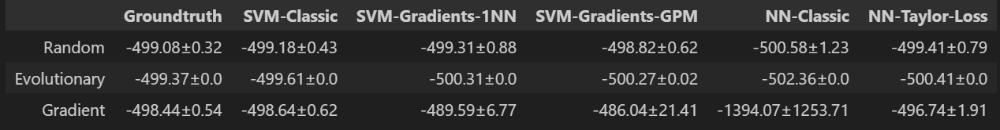 Groundtruth SVM-Classic SVM-Gradients-1NN SVM-Gradients-GPM NN-Classic NN-Taylor-Loss
Random -499.08±0.32 -499.18±0.43 -499.31±0.88 -498.82±0.62 -500.58±1.23 -499.41±0.79
Evolutionary -499.37±0.0 -499.61±0.0 -500.31±0.0 -500.27±0.02 -502.36±0.0 -500.41±0.0
Gradient -498.44±0.54 -498.64±0.62 -489.59±6.77 -486.04±21.41 -1394.07±1253.71 -496.74±1.91